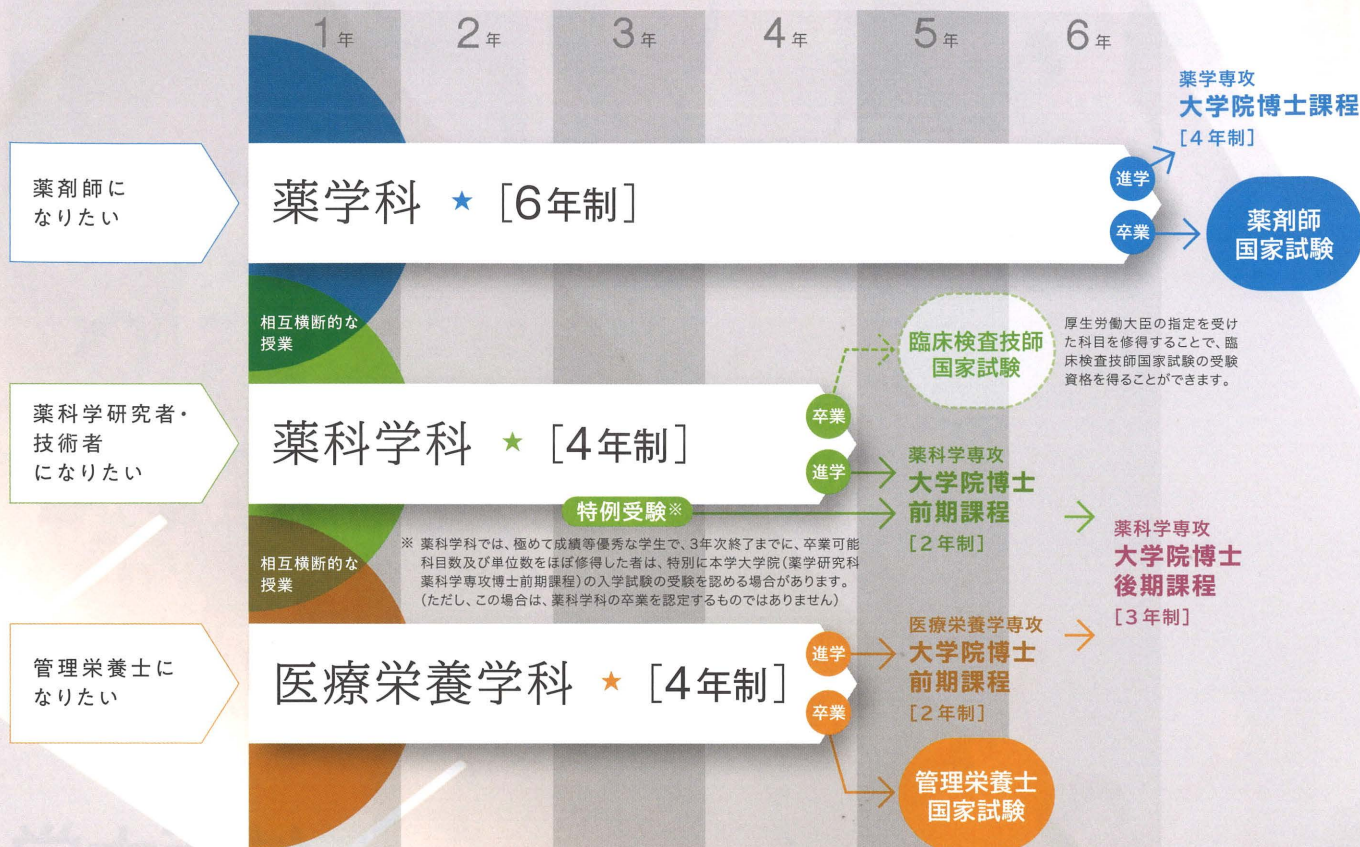 1年 2年 3年 4年 5年 6年
薬剤師に
なりたい
薬学科 ★ [6年制]
進学
卒業
薬学専攻
大学院博士課程
[4年制]
薬剤師
国家試験
相互横断的な
授業
薬科学研究者・
技術者
になりたい
薬科学科 ★ [4年制]
卒業
進学
臨床検査技師
国家試験
厚生労働大臣の指定を受け
た科目を修得することで、臨
床検査技師国家試験の受験
資格を得ることができます。
特例受験※
薬科学専攻
大学院博士
前期課程
[2年制]
※ 薬科学科では、極めて成績等優秀な学生で、3年次終了までに、卒業可能
科目数及び単位数をほぼ修得した者は、特別に本学大学院(薬学研究科
薬科学専攻博士前期課程)の入学試験の受験を認める場合があります。
(ただし、この場合は、薬科学科の卒業を認定するものではありません)
薬科学専攻
大学院博士
後期課程
[3年制]
相互横断的な
授業
管理栄養士に
なりたい
医療栄養学科 ★ [4年制]
進学
卒業
医療栄養学専攻
大学院博士
前期課程
[2年制]
管理栄養士
国家試験